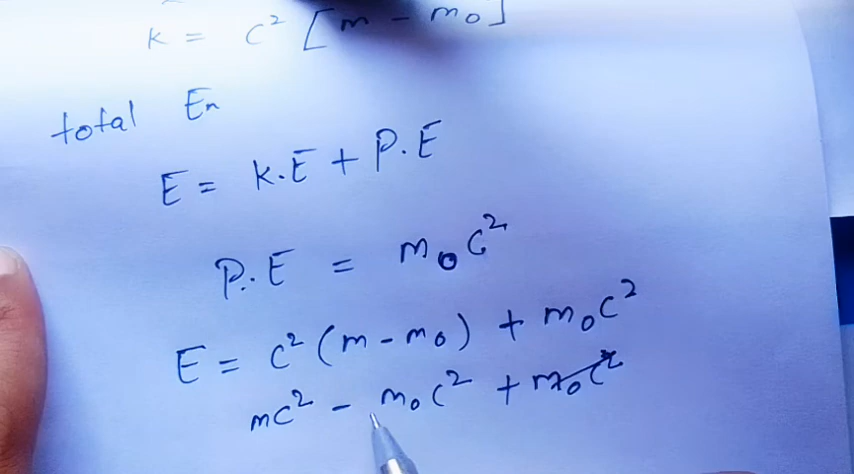 K = c² [m - m₀]
total En
E = K.E + P.E
P.E = m₀c²
E = c² (m - m₀) + m₀c²
mc² - m₀c² + m₀c²